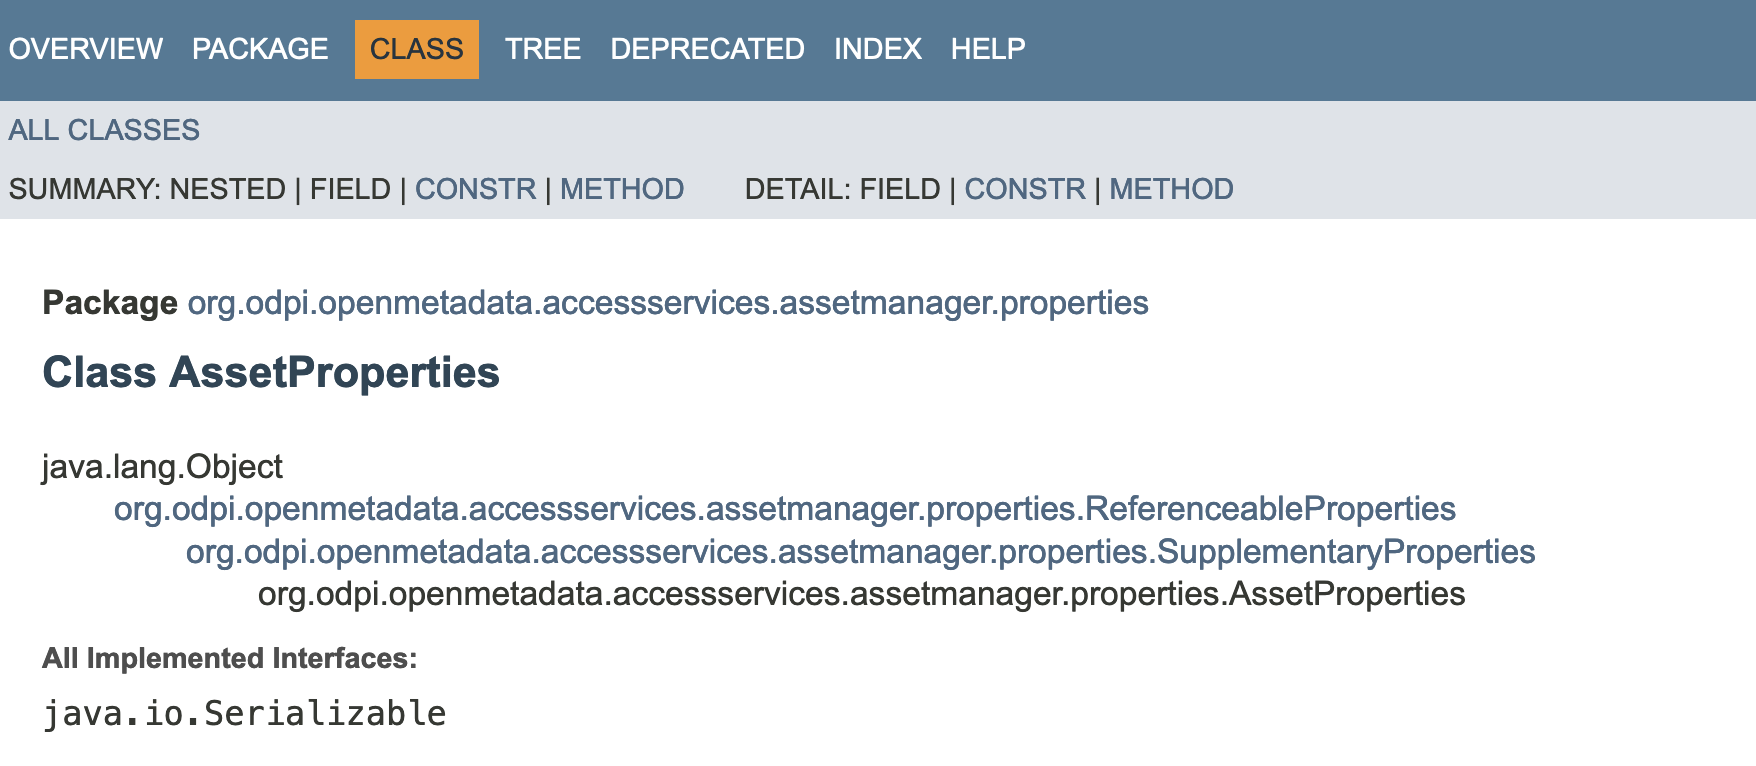 OVERVIEW PACKAGE CLASS TREE DEPRECATED INDEX HELP
ALL CLASSES
SUMMARY: NESTED | FIELD | CONSTR | METHOD DETAIL: FIELD | CONSTR | METHOD
Package org.odpi.openmetadata.accessservices.assetmanager.properties
Class AssetProperties
java.lang.Object
org.odpi.openmetadata.accessservices.assetmanager.properties.ReferenceableProperties
org.odpi.openmetadata.accessservices.assetmanager.properties.SupplementaryProperties
org.odpi.openmetadata.accessservices.assetmanager.properties.AssetProperties
All Implemented Interfaces:
java.io.Serializable